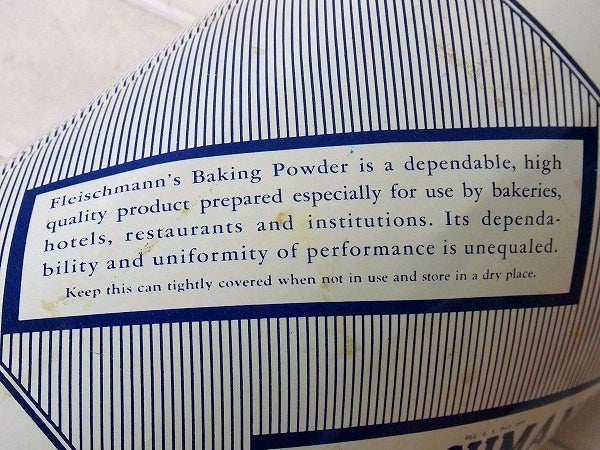 Fleischmann's Baking Powder is a dependable, high
quality product prepared especially for use by bakeries,
hotels, restaurants and institutions. Its dependa-
bility and uniformity of performance is unequaled.
Keep this can tightly covered when not in use and store in a dry place.